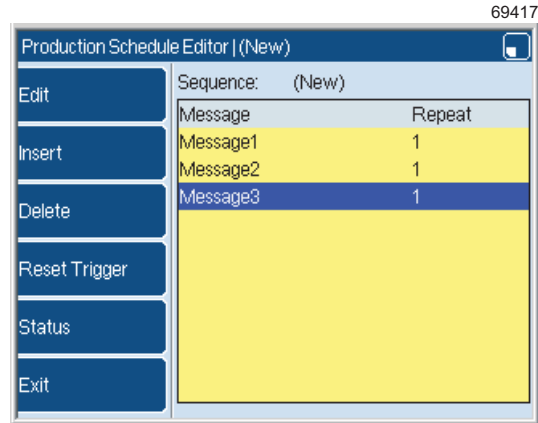 69417
Production Schedule Editor | (New)
Edit
Insert
Delete
Reset Trigger
Status
Exit
Sequence: (New)
Message Repeat
Message1 1
Message2 1
Message3 1